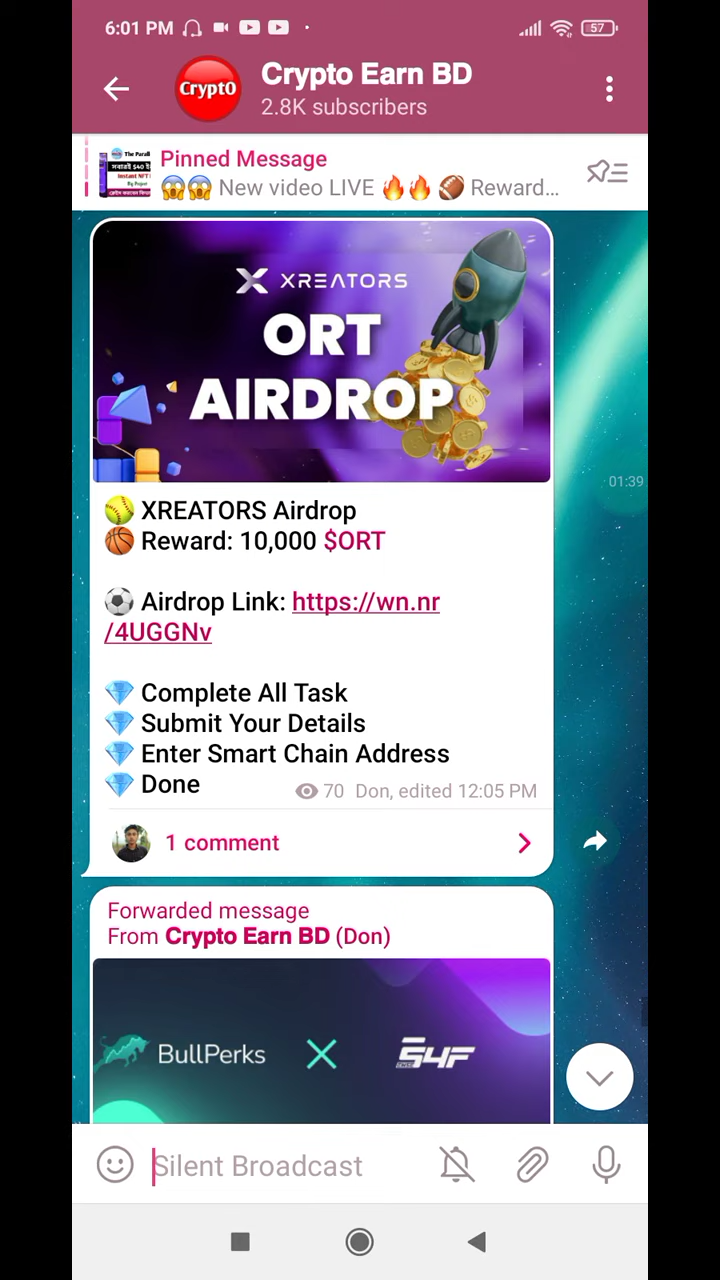 6:01 PM
57
Crypto Earn BD
2.8K subscribers
CryptO
Pinned Message
😱😱 New video LIVE 🔥🔥 🏈 Reward...
XREATORS
ORT
AIRDROP
01:39
🥎 XREATORS Airdrop
🏀 Reward: 10,000 $ORT
⚽ Airdrop Link: https://wn.nr
/4UGGNv
💎 Complete All Task
💎 Submit Your Details
💎 Enter Smart Chain Address
💎 Done
70 Don, edited 12:05 PM
1 comment
Forwarded message
From Crypto Earn BD (Don)
BullPerks
Silent Broadcast